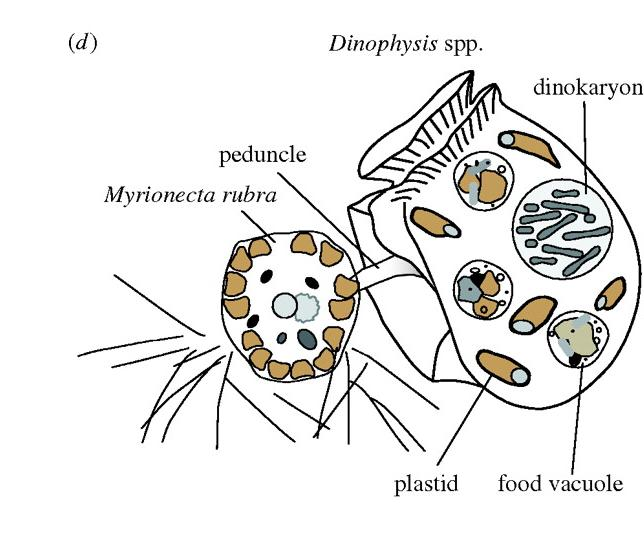 (d)
Dinophysis spp.
dinokaryon
peduncle
Myrionecta rubra
plastid
food vacuole